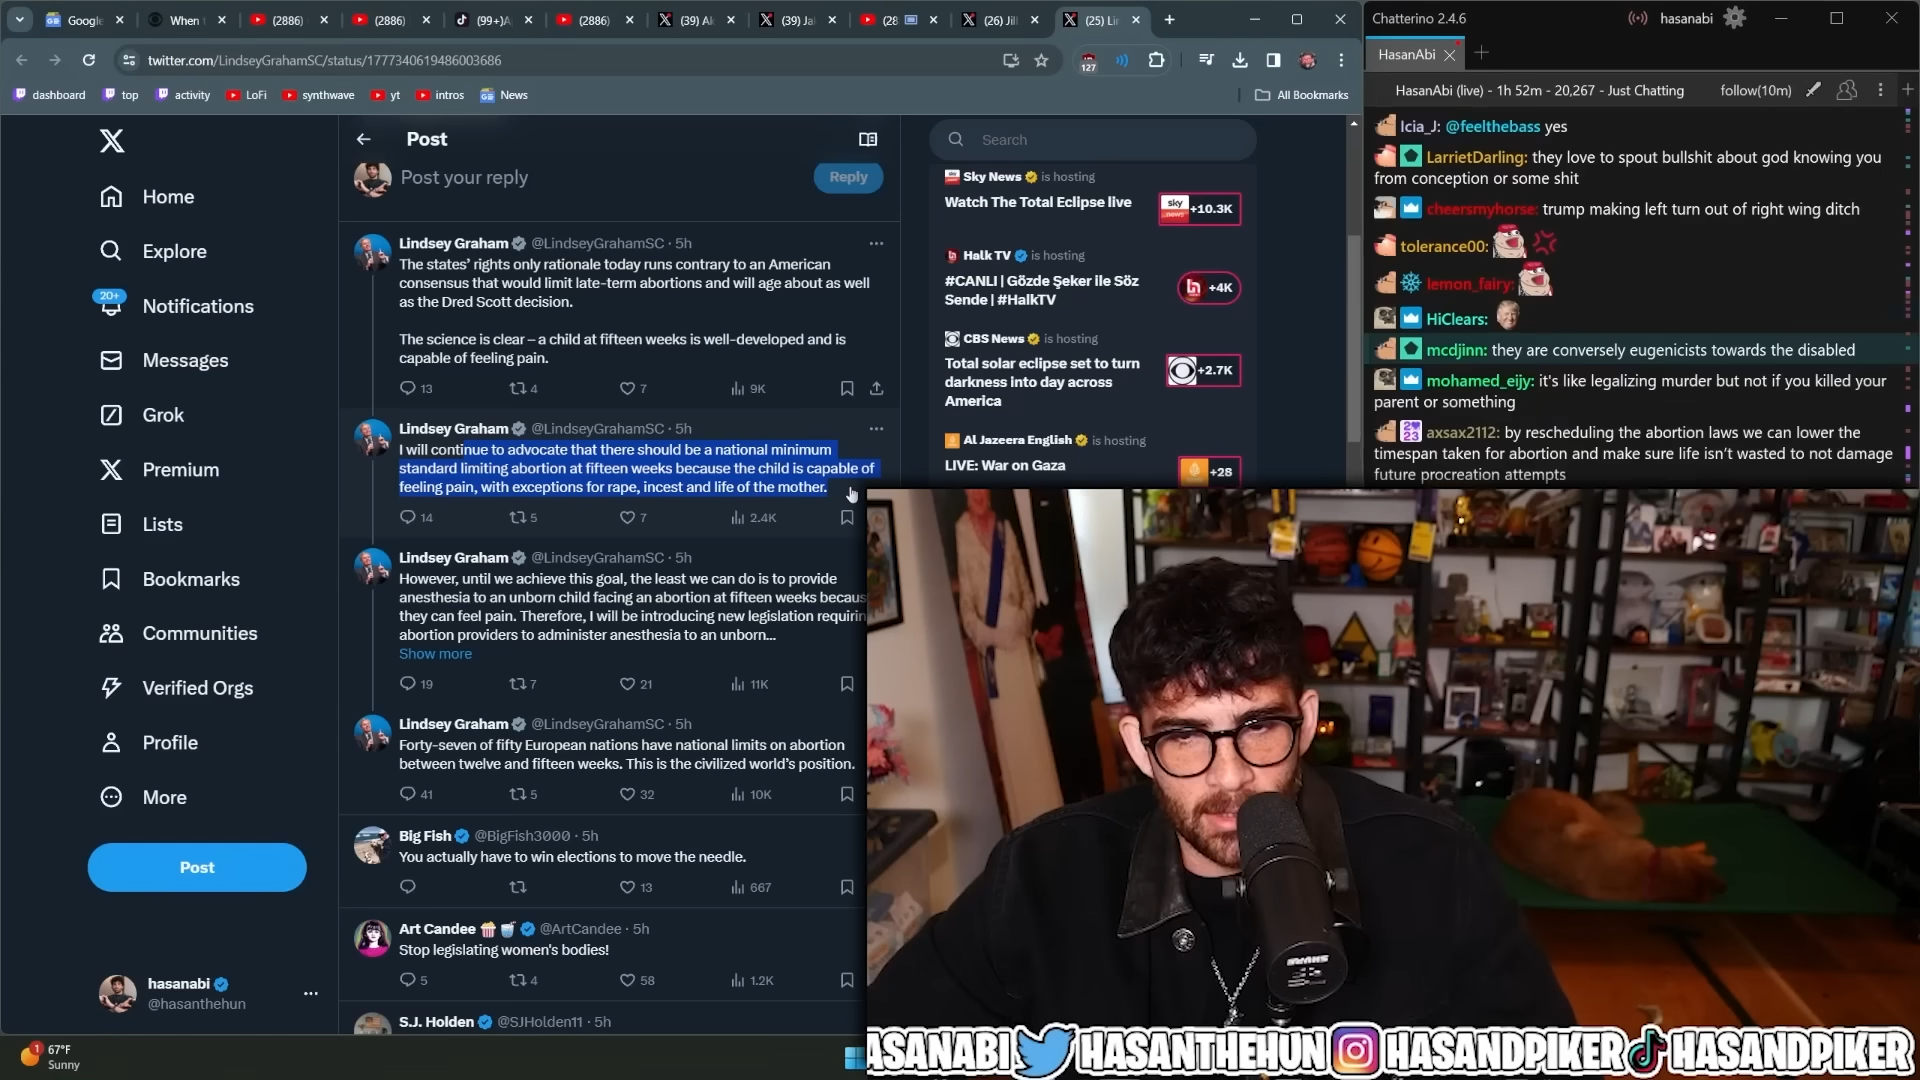 Google
When
(2886)
(2886)
(99+)
(2886)
(39)
(39)
(28
(26) Jill
(25) Lin
twitter.com/LindseyGrahamSC/status/1777340619486003686
127
dashboard
top
activity
LoFi
synthwave
yt
intros
News
All Bookmarks
Home
Explore
20+
Notifications
Messages
Grok
Premium
Lists
Bookmarks
Communities
Verified Orgs
Profile
More
Post
hasanabi
@hasanthehun
Post
Post your reply
Reply
Lindsey Graham @LindseyGrahamSC · 5h
The states’ rights only rationale today runs contrary to an American
consensus that would limit late-term abortions and will age about as well
as the Dred Scott decision.
The science is clear – a child at fifteen weeks is well-developed and is
capable of feeling pain.
13 4 7 9K
Lindsey Graham @LindseyGrahamSC · 5h
I will continue to advocate that there should be a national minimum
standard limiting abortion at fifteen weeks because the child is capable of
feeling pain, with exceptions for rape, incest and life of the mother.
14 5 7 2.4K
Lindsey Graham @LindseyGrahamSC · 5h
However, until we achieve this goal, the least we can do is to provide
anesthesia to an unborn child facing an abortion at fifteen weeks becaus
they can feel pain. Therefore, I will be introducing new legislation requirin
abortion providers to administer anesthesia to an unborn...
Show more
19 7 21 11K
Lindsey Graham @LindseyGrahamSC · 5h
Forty-seven of fifty European nations have national limits on abortion
between twelve and fifteen weeks. This is the civilized world’s position.
41 5 32 10K
Big Fish @BigFish3000 · 5h
You actually have to win elections to move the needle.
13 667
Art Candee @ArtCandee · 5h
Stop legislating women's bodies!
5 4 58 1.2K
S.J. Holden @SJHolden11 · 5h
Search
Sky News is hosting
Watch The Total Eclipse live
sky news +10.3K
Halk TV is hosting
#CANLI | Gözde Şeker ile Söz
Sende | #HalkTV
+4K
CBS News is hosting
Total solar eclipse set to turn
darkness into day across
America
+2.7K
Al Jazeera English is hosting
LIVE: War on Gaza
+28
Chatterino 2.4.6
hasanabi
HasanAbi
HasanAbi (live) - 1h 52m - 20,267 - Just Chatting
follow(10m)
Icia_J: @feelthebass yes
LarrietDarling: they love to spout bullshit about god knowing you
from conception or some shit
cheersmyhorse: trump making left turn out of right wing ditch
tolerance00:
lemon_fairy:
HiClears:
mcdjinn: they are conversely eugenicists towards the disabled
mohamed_eijy: it's like legalizing murder but not if you killed your
parent or something
axsax2112: by rescheduling the abortion laws we can lower the
timespan taken for abortion and make sure life isn’t wasted to not damage
future procreation attempts
SHURE
1
67°F
Sunny
ASANABI HASANTHEHUN HASANDPIKER HASANDPIKER